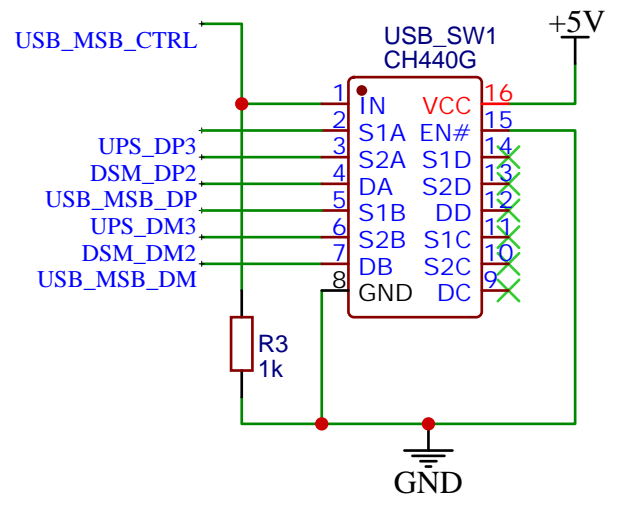 +5V
USB_MSB_CTRL
USB_SW1
CH440G
1 IN VCC 16
2 S1A EN# 15
UPS_DP3
3 S2A S1D 14
DSM_DP2
4 DA S2D 13
USB_MSB_DP
5 S1B DD 12
UPS_DM3
6 S2B S1C 11
DSM_DM2
7 DB S2C 10
USB_MSB_DM
8 GND DC 9
R3
1k
GND